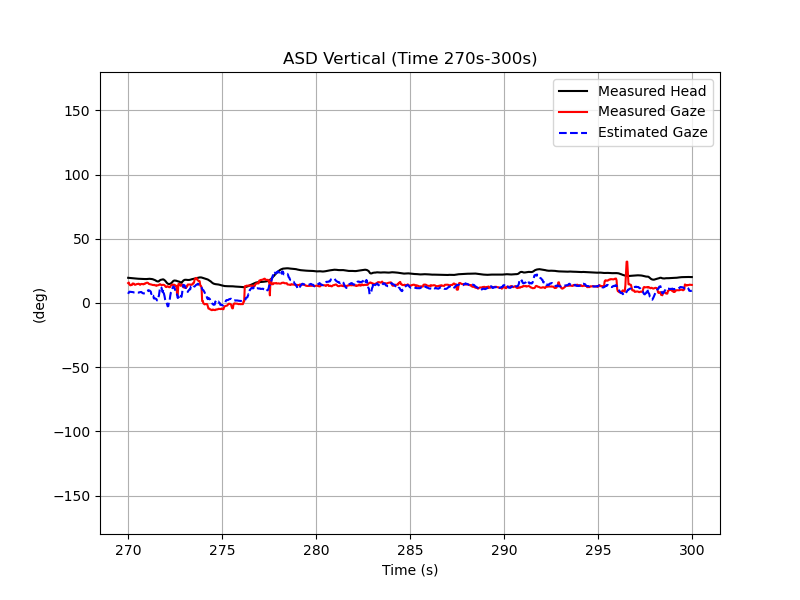 ASD Vertical (Time 270s-300s)
Measured Head
Measured Gaze
Estimated Gaze
150
100
50
0
−50
−100
−150
(deg)
270 275 280 285 290 295 300
Time (s)